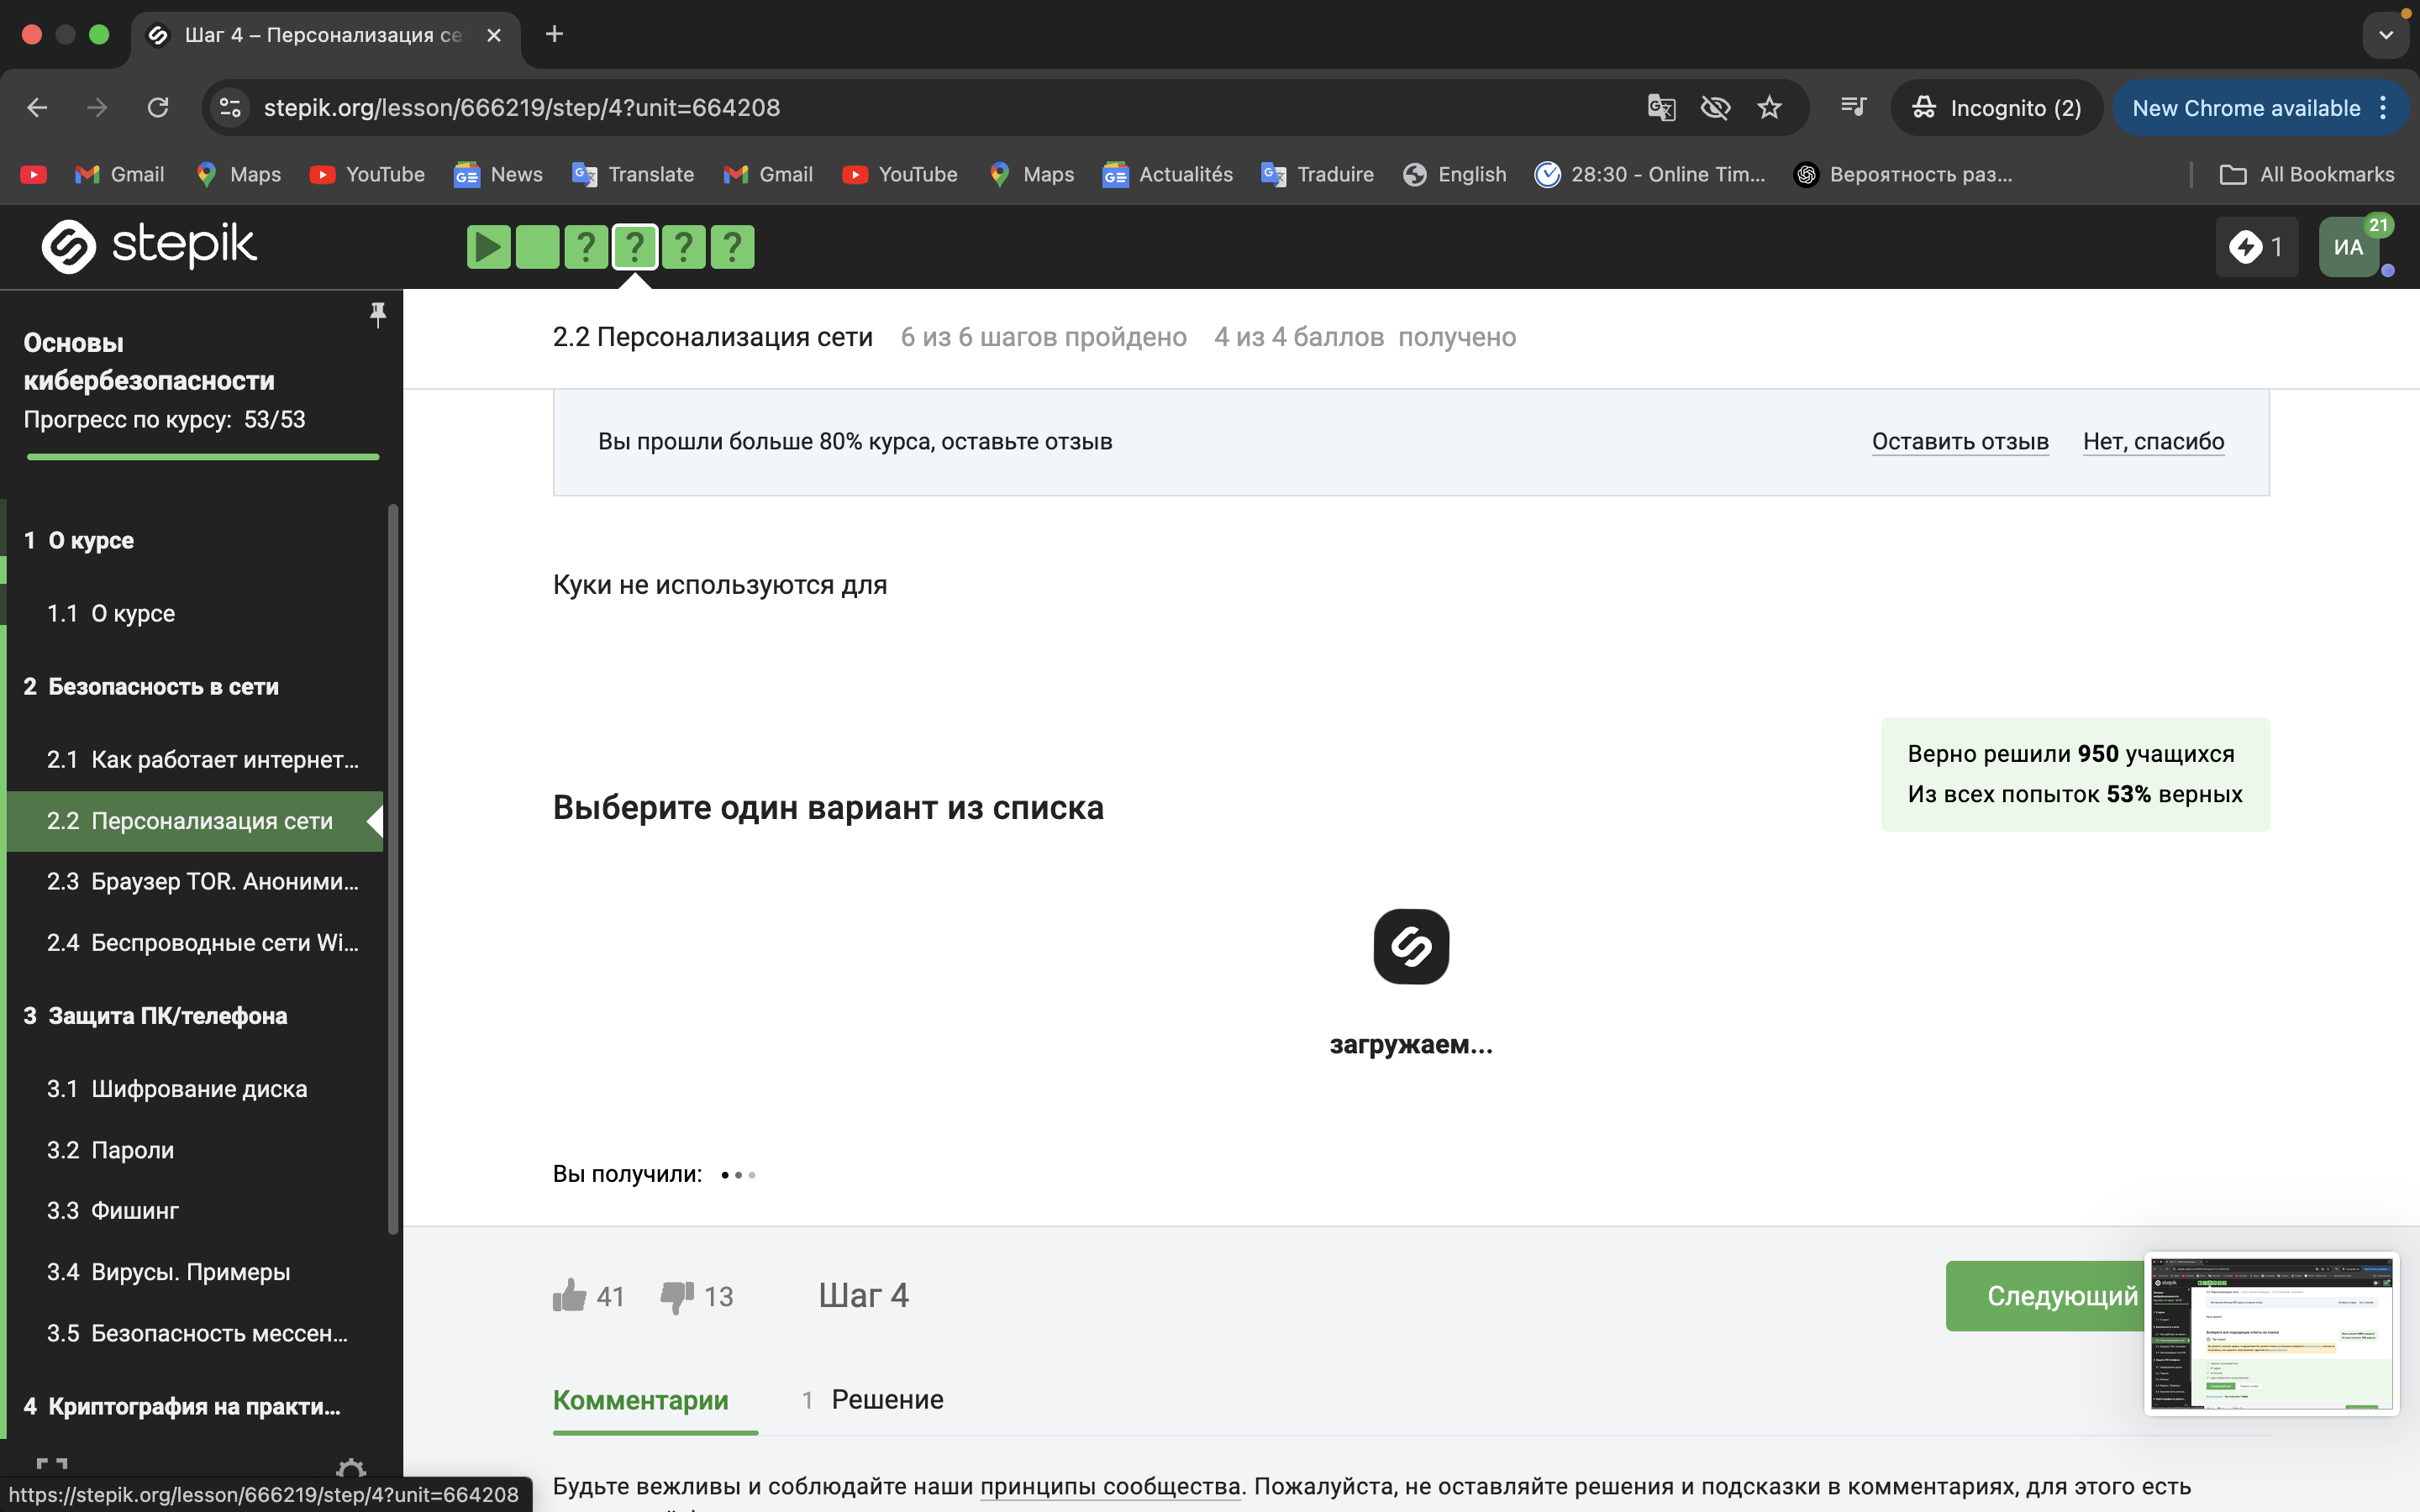 Шаг 4 – Персонализация се
stepik.org/lesson/666219/step/4?unit=664208
Incognito (2)
New Chrome available
Gmail
Maps
YouTube
News
Translate
Gmail
YouTube
Maps
Actualités
Traduire
English
28:30 - Online Tim...
Вероятность раз...
All Bookmarks
stepik
? ? ? ?
1
ИА
21
Основы
кибербезопасности
Прогресс по курсу: 53/53
1 О курсе
1.1 О курсе
2 Безопасность в сети
2.1 Как работает интернет...
2.2 Персонализация сети
2.3 Браузер TOR. Аноними...
2.4 Беспроводные сети Wi...
3 Защита ПК/телефона
3.1 Шифрование диска
3.2 Пароли
3.3 Фишинг
3.4 Вирусы. Примеры
3.5 Безопасность мессен...
4 Криптография на практи...
https://stepik.org/lesson/666219/step/4?unit=664208
2.2 Персонализация сети 6 из 6 шагов пройдено 4 из 4 баллов получено
Вы прошли больше 80% курса, оставьте отзыв
Оставить отзыв
Нет, спасибо
Куки не используются для
Выберите один вариант из списка
Верно решили 950 учащихся
Из всех попыток 53% верных
загружаем...
Вы получили:
41
13
Шаг 4
Следующий
Комментарии
1 Решение
Будьте вежливы и соблюдайте наши принципы сообщества. Пожалуйста, не оставляйте решения и подсказки в комментариях, для этого есть